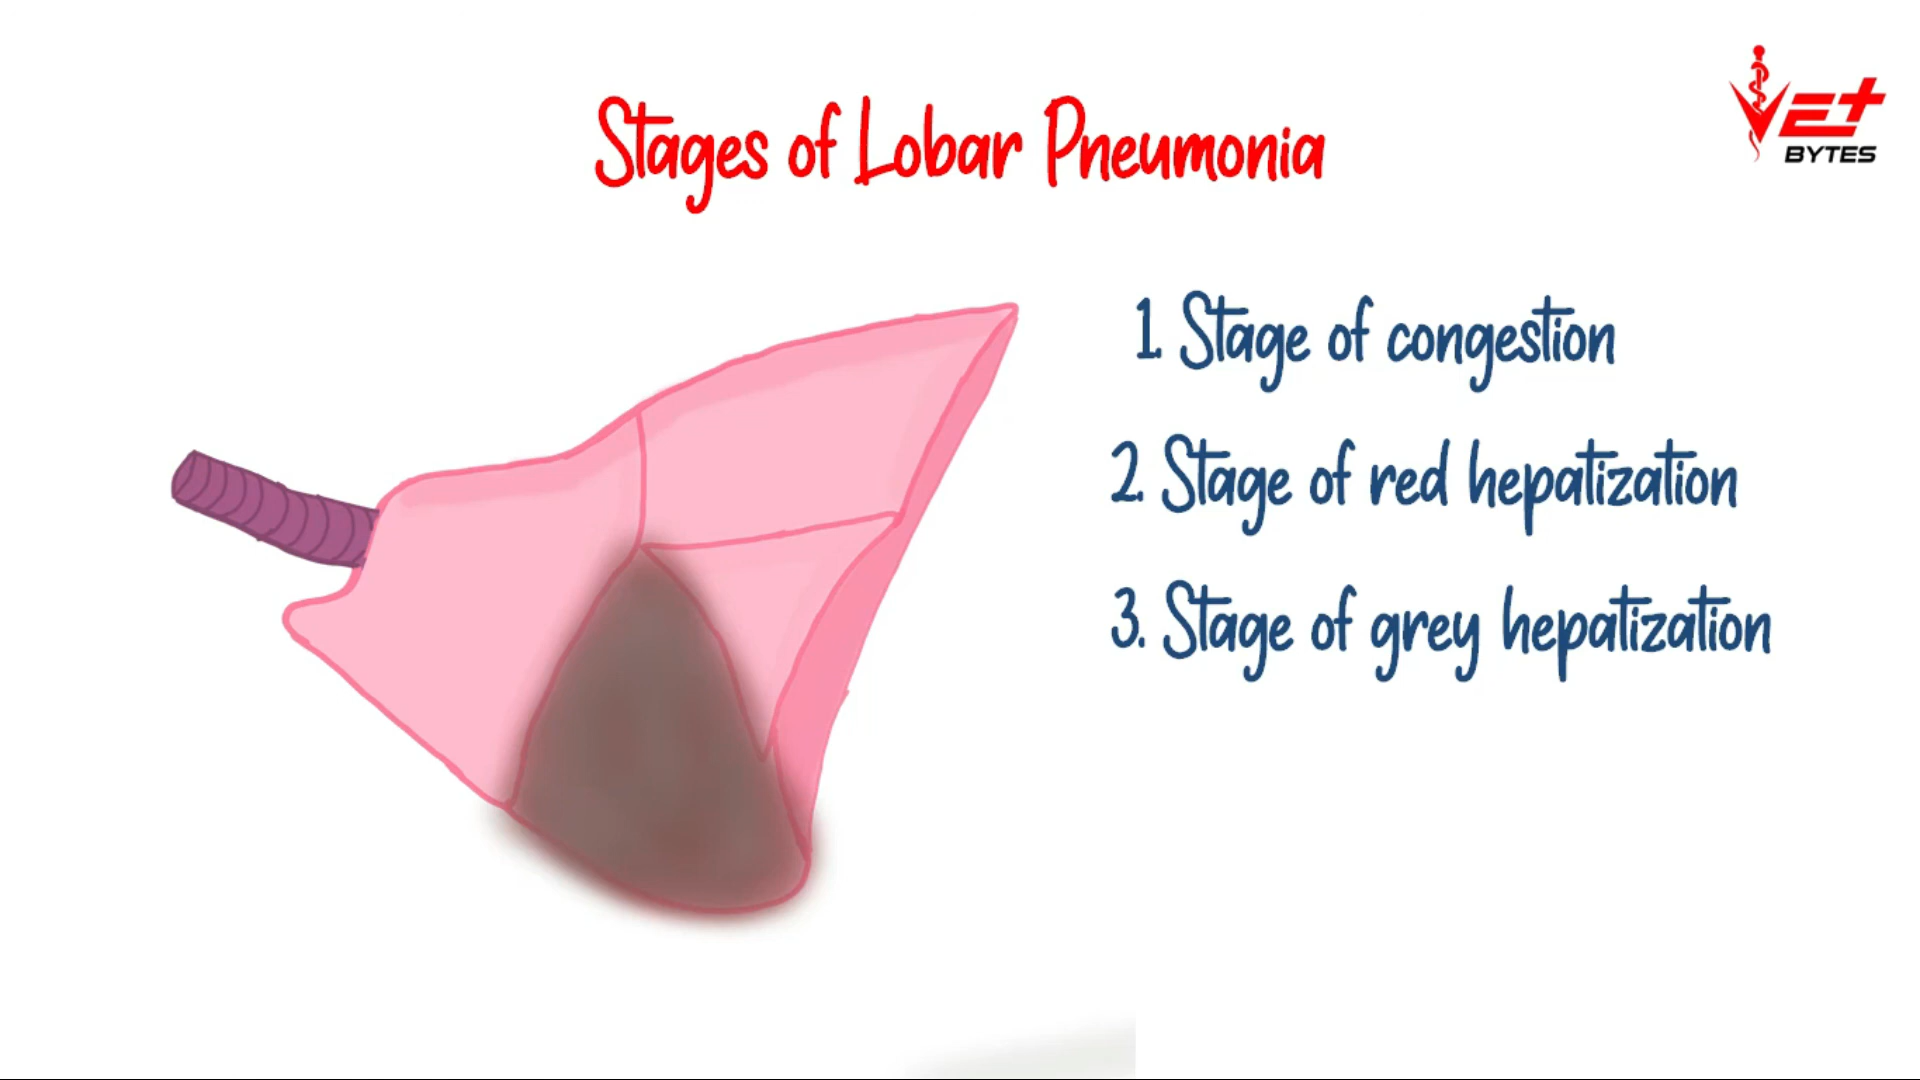 Stages of Lobar Pneumonia
VET
BYTES
1. Stage of congestion
2. Stage of red hepatization
3. Stage of grey hepatization